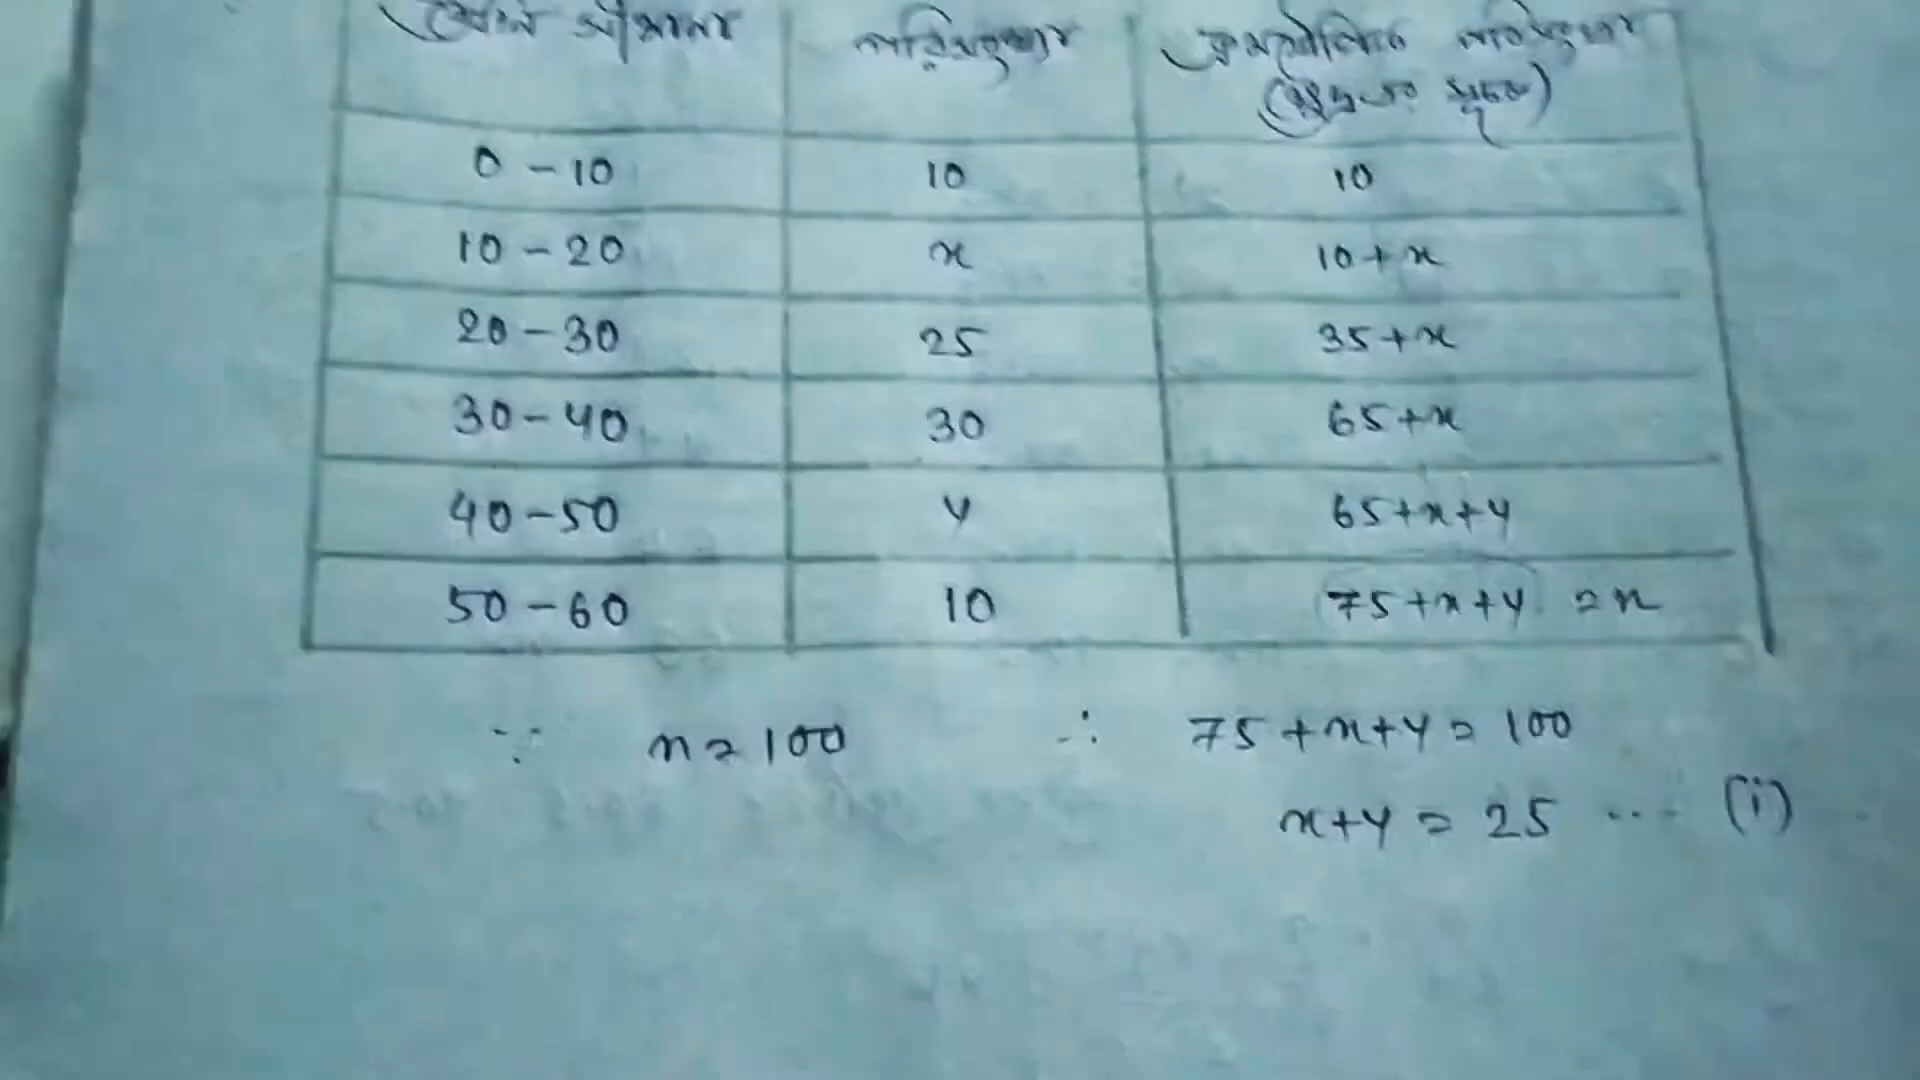 শ্রেণি সীমানা পরিসংখ্যা ক্রমযৌগিক পরিসংখ্যা
(ক্ষুদ্রতর সূচক)
0 - 10 10 10
10 - 20 x 10 + x
20 - 30 25 35 + x
30 - 40 30 65 + x
40 - 50 y 65 + x + y
50 - 60 10 75 + x + y = n
∵ n = 100 ∴ 75 + x + y = 100
x + y = 25 ... (i)